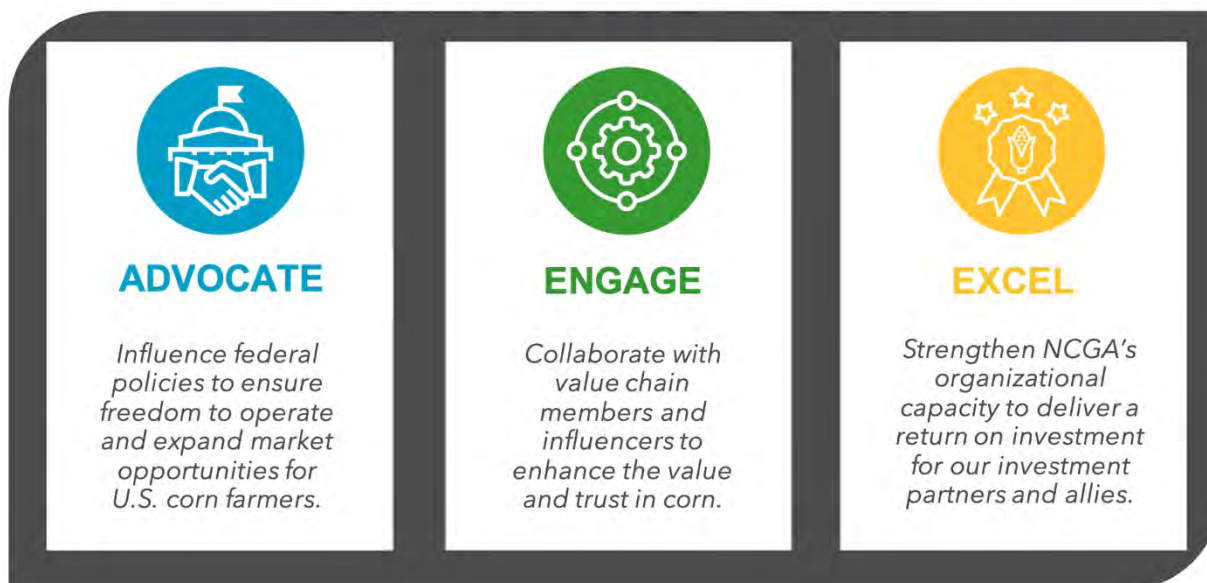 ADVOCATE
Influence federal
policies to ensure
freedom to operate
and expand market
opportunities for
U.S. corn farmers.
ENGAGE
Collaborate with
value chain
members and
influencers to
enhance the value
and trust in corn.
EXCEL
Strengthen NCGA’s
organizational
capacity to deliver a
return on investment
for our investment
partners and allies.